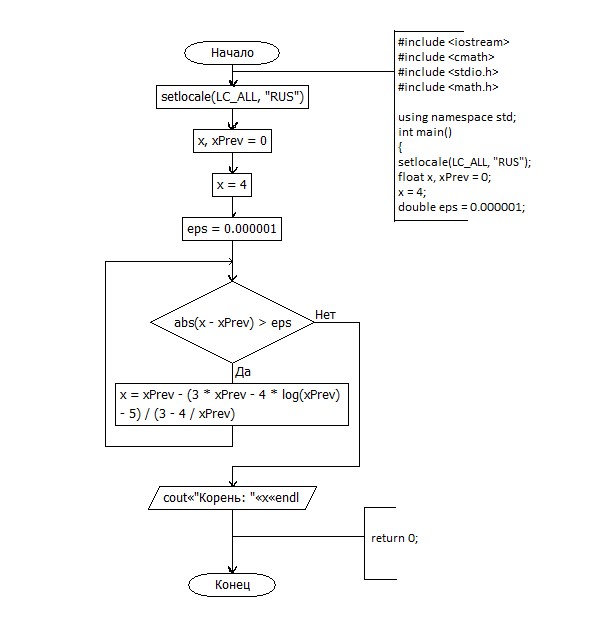 Начало
#include <iostream>
#include <cmath>
#include <stdio.h>
#include <math.h>
using namespace std;
int main()
{
setlocale(LC_ALL, "RUS");
float x, xPrev = 0;
x = 4;
double eps = 0.000001;
setlocale(LC_ALL, "RUS")
x, xPrev = 0
x = 4
eps = 0.000001
abs(x - xPrev) > eps
Нет
Да
x = xPrev - (3 * xPrev - 4 * log(xPrev)
- 5) / (3 - 4 / xPrev)
cout«"Корень: "«x«endl
return 0;
Конец